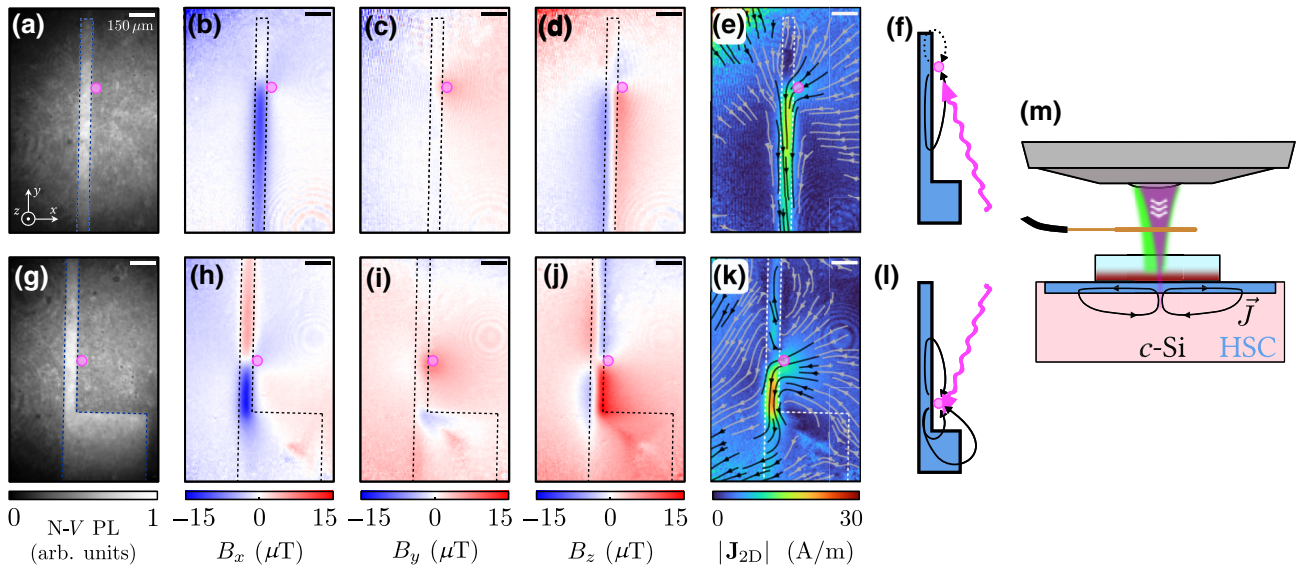 (a)
150 μm
y
z
x
(b)
(c)
(d)
(e)
(f)
(m)
(g)
(h)
(i)
(j)
(k)
(l)
J⃗
c-Si
HSC
0 1
N-V PL
(arb. units)
−15 0 15
Bx (μT)
−15 0 15
By (μT)
−15 0 15
Bz (μT)
0 30
|J2D| (A/m)